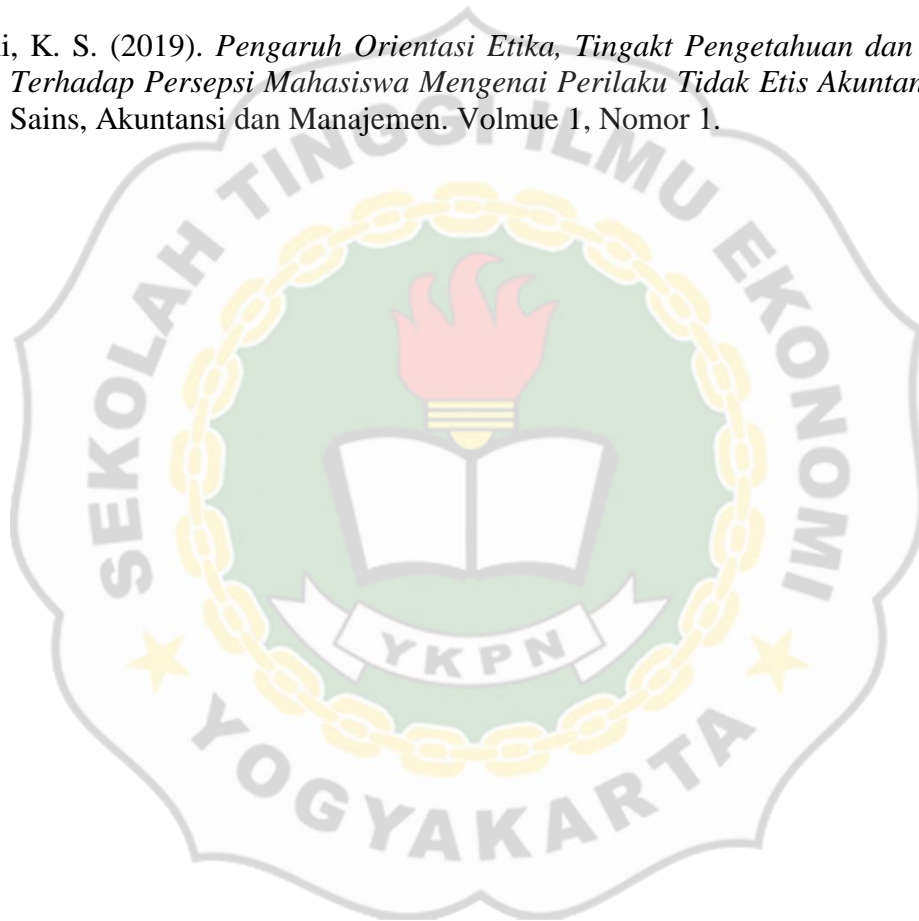 i, K. S. (2019). Pengaruh Orientasi Etika, Tingakt Pengetahuan dan
Terhadap Persepsi Mahasiswa Mengenai Perilaku Tidak Etis Akuntan
Sains, Akuntansi dan Manajemen. Volmue 1, Nomor 1.
SEKOLAH TINGGI ILMU EKONOMI
YKPN
YOGYAKARTA